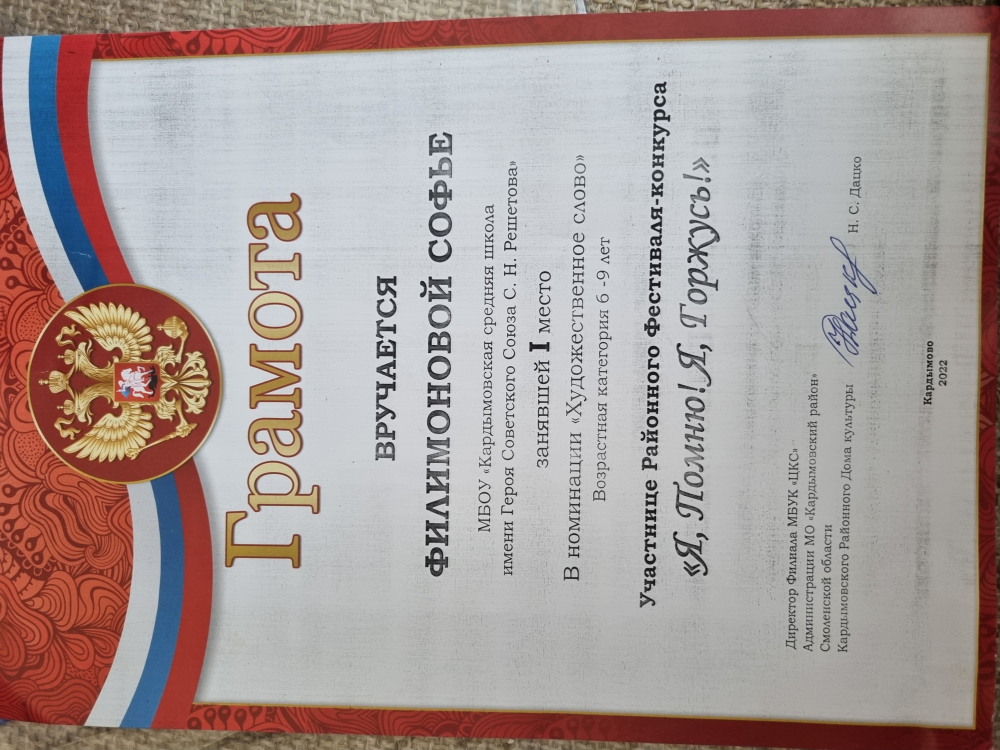 Грамота
ВРУЧАЕТСЯ
ФИЛИМОНОВОЙ СОФЬЕ
МБОУ «Кардымовская средняя школа
имени Героя Советского Союза С. Н. Решетова»
занявшей I место
В номинации «Художественное слово»
Возрастная категория 6 -9 лет
Участнице Районного Фестиваля-конкурса
«Я, Помню! Я, Горжусь!»
Директор Филиала МБУК «ЦКС»
Администрации МО «Кардымовский район»
Смоленской области
Кардымовского Районного Дома культуры Н. С. Дацко
Кардымово
2022